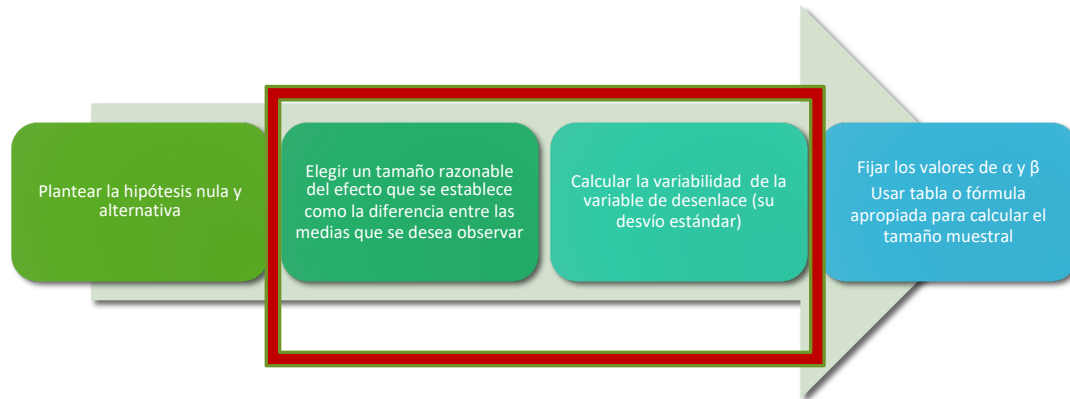 Plantear la hipótesis nula y
alternativa
Elegir un tamaño razonable
del efecto que se establece
como la diferencia entre las
medias que se desea observar
Calcular la variabilidad de la
variable de desenlace (su
desvío estándar)
Fijar los valores de α y β
Usar tabla o fórmula
apropiada para calcular el
tamaño muestral